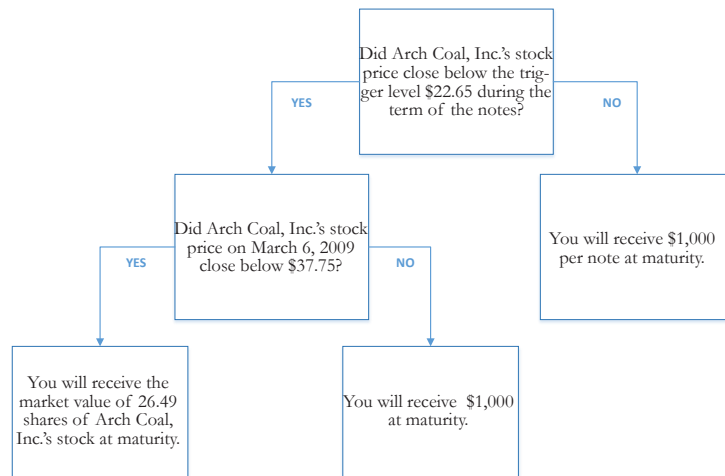 Did Arch Coal, Inc.'s stock
price close below the trig-
ger level $22.65 during the
term of the notes?
YES
NO
Did Arch Coal, Inc.'s stock
price on March 6, 2009
close below $37.75?
You will receive $1,000
per note at maturity.
YES
NO
You will receive the
market value of 26.49
shares of Arch Coal,
Inc.'s stock at maturity.
You will receive $1,000
at maturity.